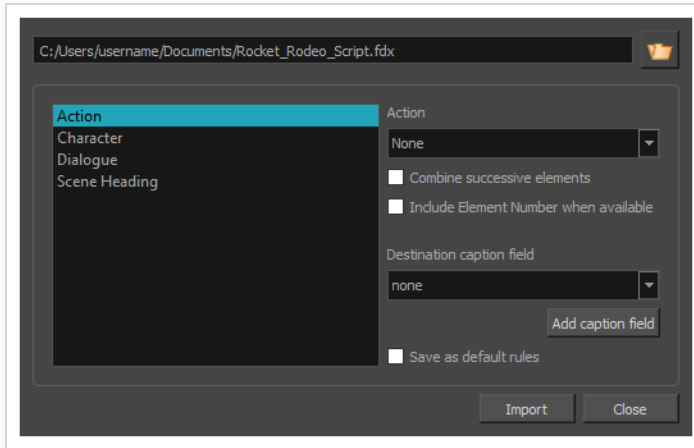 C:/Users/username/Documents/Rocket_Rodeo_Script.fdx
Action
Character
Dialogue
Scene Heading
Action
None
Combine successive elements
Include Element Number when available
Destination caption field
none
Add caption field
Save as default rules
Import
Close